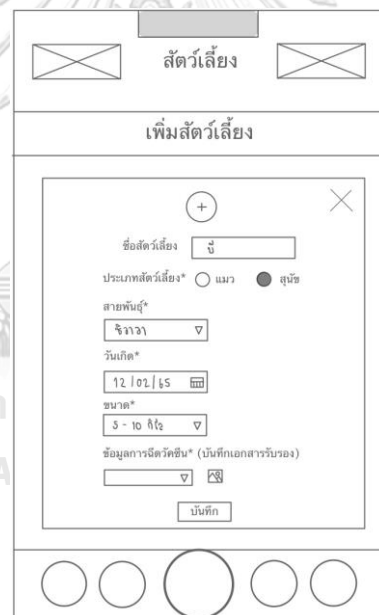 สัตว์เลี้ยง
เพิ่มสัตว์เลี้ยง
ชื่อสัตว์เลี้ยง บี้
ประเภทสัตว์เลี้ยง* แมว สุนัข
สายพันธุ์*
ชิวาวา
วันเกิด*
12/02/65
ขนาด*
5 - 10 กิโล
ข้อมูลการฉีดวัคซีน* (บันทึกเอกสารรับรอง)
บันทึก